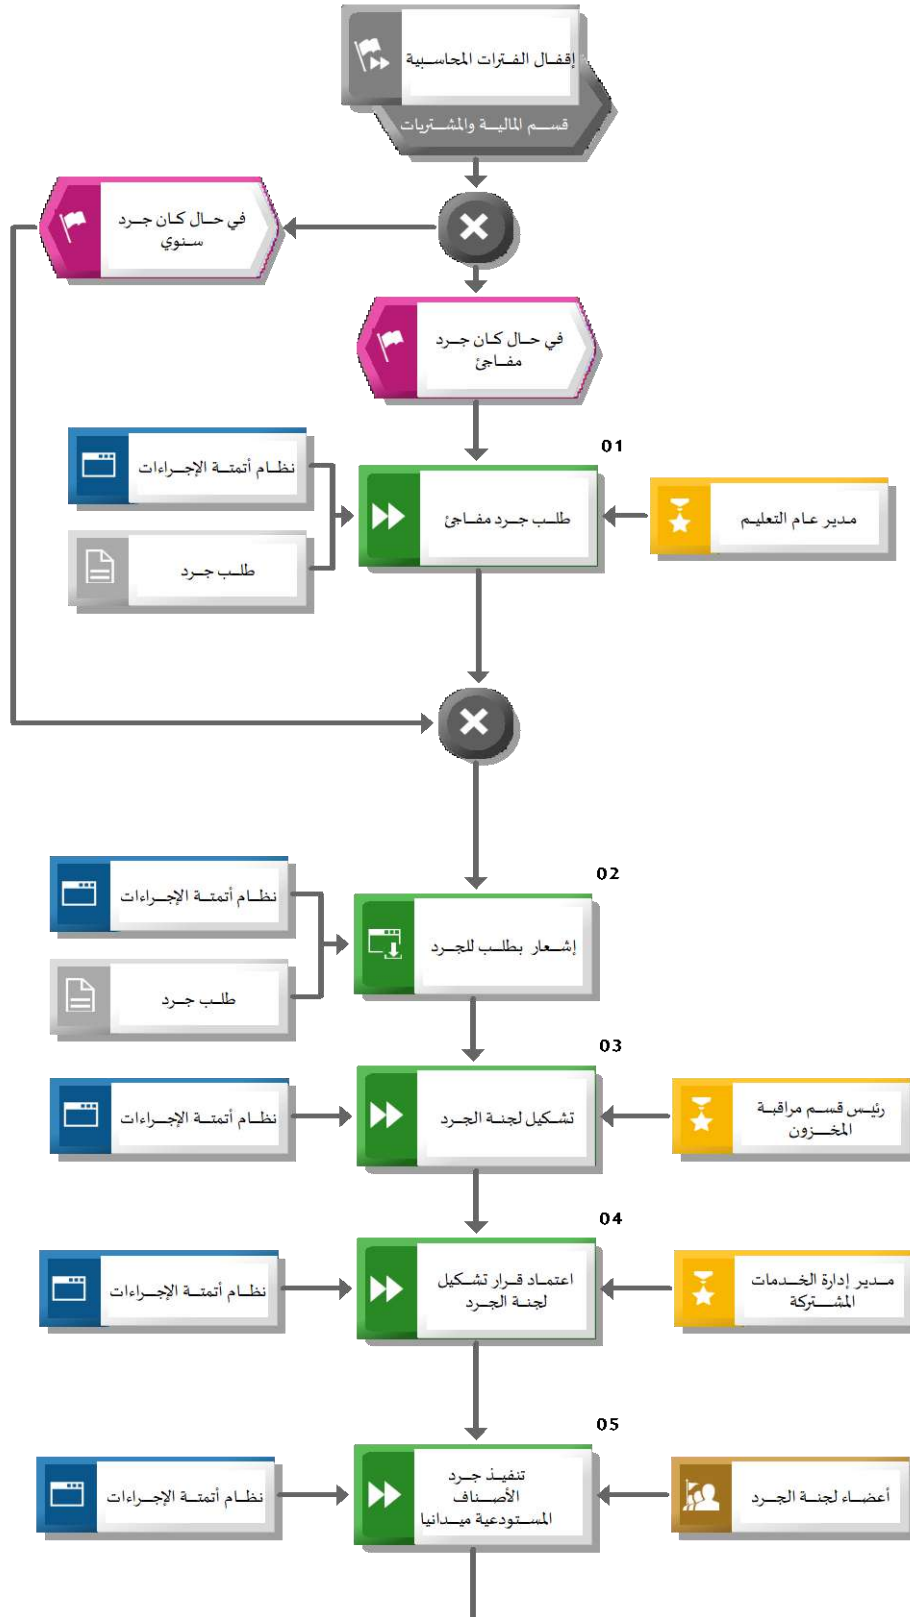 إقفال الفترات المحاسبية
قسم المالية والمشتريات
في حال كان جرد
سنوي
في حال كان جرد
مفاجئ
01
نظام أتمتة الإجراءات
طلب جرد مفاجئ
مدير عام التعليم
طلب جرد
02
نظام أتمتة الإجراءات
إشعار بطلب للجرد
طلب جرد
03
رئيس قسم مراقبة
المخزون
تشكيل لجنة الجرد
نظام أتمتة الإجراءات
04
مدير إدارة الخدمات
المشتركة
اعتماد قرار تشكيل
لجنة الجرد
نظام أتمتة الإجراءات
05
أعضاء لجنة الجرد
تنفيذ جرد
الأصناف
المستودعية ميدانيا
نظام أتمتة الإجراءات